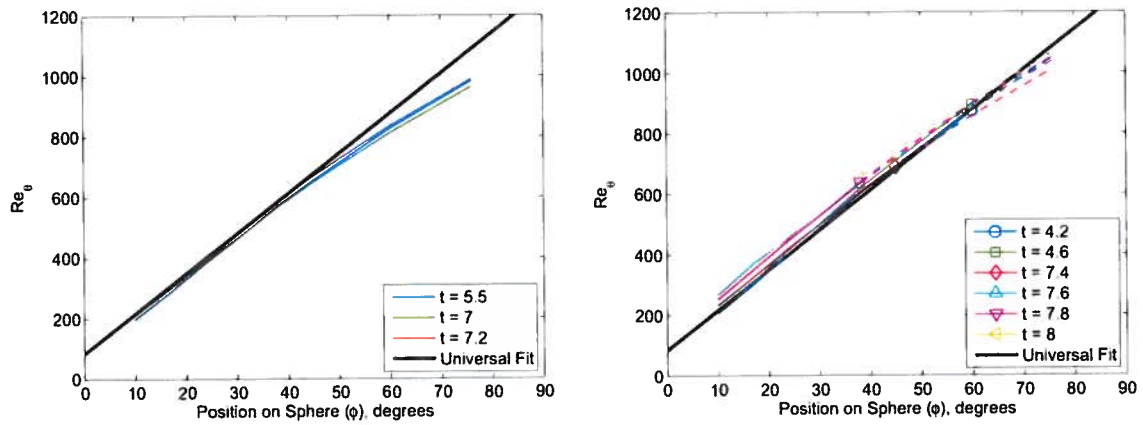 1200
1000
800
600
400
200
0
Re_θ
0 10 20 30 40 50 60 70 80 90
Position on Sphere (φ), degrees
t = 5.5
t = 7
t = 7.2
Universal Fit
1200
1000
800
600
400
200
0
Re_θ
0 10 20 30 40 50 60 70 80 90
Position on Sphere (φ), degrees
t = 4.2
t = 4.6
t = 7.4
t = 7.6
t = 7.8
t = 8
Universal Fit